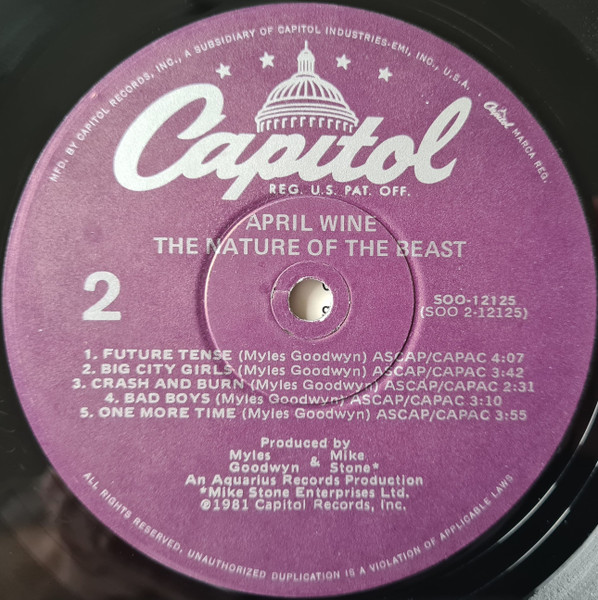 MFD. BY CAPITOL RECORDS, INC., A SUBSIDIARY OF CAPITOL INDUSTRIES-EMI, INC., U.S.A.
Capitol MARCA REG.
Capitol
REG. U.S. PAT. OFF.
APRIL WINE
THE NATURE OF THE BEAST
2
SOO-12125
(SOO 2-12125)
1. FUTURE TENSE (Myles Goodwyn) ASCAP/CAPAC 4:07
2. BIG CITY GIRLS (Myles Goodwyn) ASCAP/CAPAC 3:42
3. CRASH AND BURN (Myles Goodwyn) ASCAP/CAPAC 2:31
4. BAD BOYS (Myles Goodwyn) ASCAP/CAPAC 3:10
5. ONE MORE TIME (Myles Goodwyn) ASCAP/CAPAC 3:55
Produced by
Myles Goodwyn & Mike Stone*
An Aquarius Records Production
*Mike Stone Enterprises Ltd.
℗1981 Capitol Records, Inc.
ALL RIGHTS RESERVED, UNAUTHORIZED DUPLICATION IS A VIOLATION OF APPLICABLE LAWS